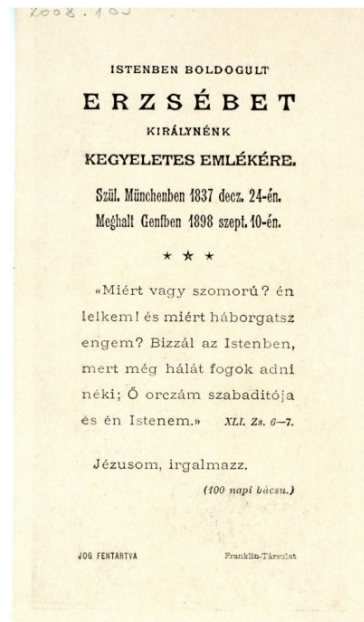 ISTENBEN BOLDOGULT
ERZSÉBET
KIRÁLYNÉNK
KEGYELETES EMLÉKÉRE.
Szül. Münchenben 1837 decz. 24-én.
Meghalt Genfben 1898 szept. 10-én.
«Miért vagy szomorú? én
lelkem! és miért háborgatsz
engem? Bizzál az Istenben,
mert még hálát fogok adni
néki; Ő orczám szabaditója
és én Istenem.» XLI. Zs. 6—7.
Jézusom, irgalmazz.
(100 napi búcsu.)
JOG FENTARTVA Franklin-Társulat